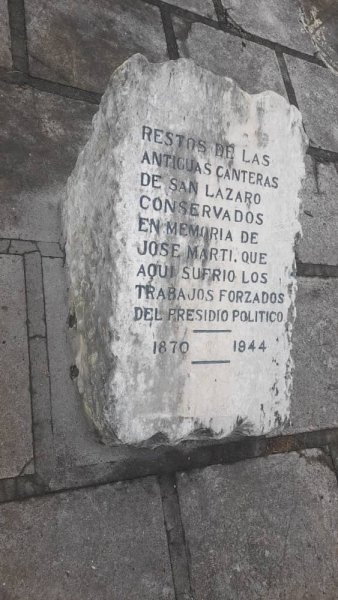 RESTOS DE LAS
ANTIGUAS CANTERAS
DE SAN LAZARO
CONSERVADOS
EN MEMORIA DE
JOSE MARTI, QUE
AQUI SUFRIO LOS
TRABAJOS FORZADOS
DEL PRESIDIO POLITICO
1870 — 1944